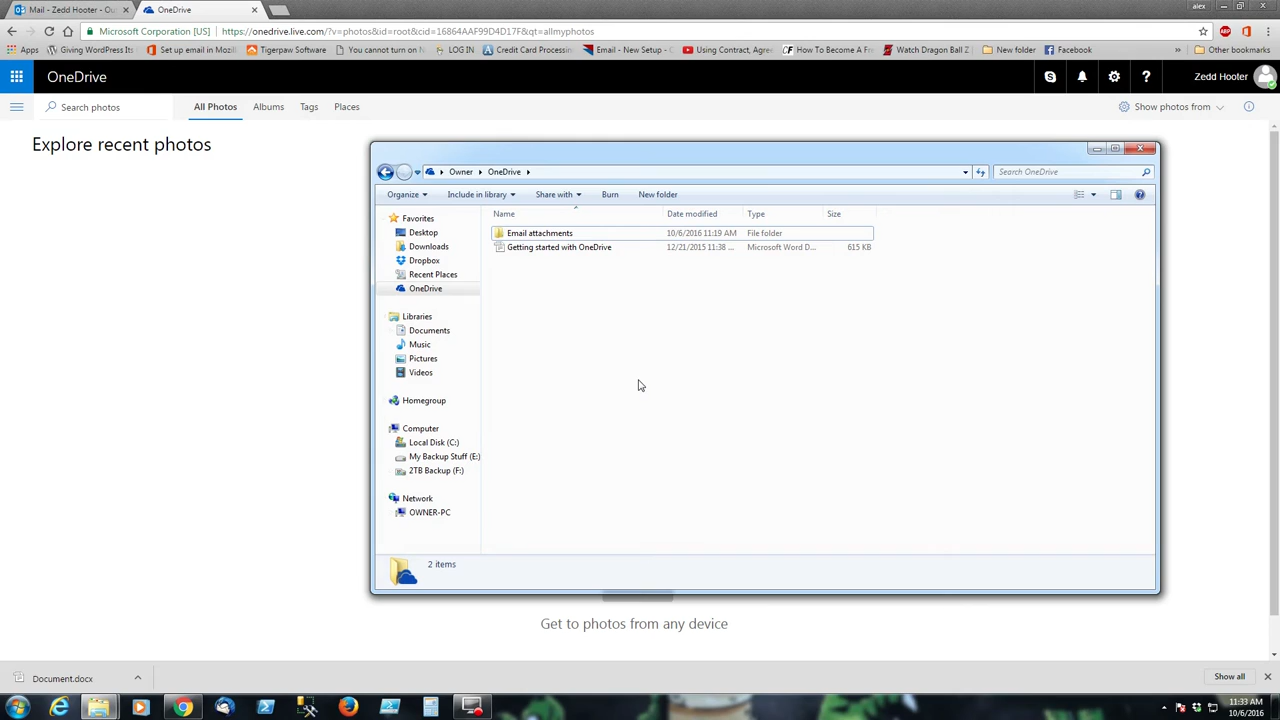 Mail - Zedd Hooter - Ou
OneDrive
alex
Microsoft Corporation [US]
https://onedrive.live.com/?v=photos&id=root&cid=16864AAF99D4D17F&qt=allmyphotos
Apps
Giving WordPress Ite
Set up email in Mozil
Tigerpaw Software
You cannot turn on N
LOG IN
Credit Card Processin
Email - New Setup - C
Using Contract, Agre
How To Become A Fre
Watch Dragon Ball Z
New folder
Facebook
Other bookmarks
OneDrive
Zedd Hooter
Search photos
All Photos
Albums
Tags
Places
Show photos from
Explore recent photos
Owner
OneDrive
Search OneDrive
Organize
Include in library
Share with
Burn
New folder
Name
Date modified
Type
Size
Favorites
Email attachments
10/6/2016 11:19 AM
File folder
Desktop
Downloads
Getting started with OneDrive
12/21/2015 11:38 ...
Microsoft Word D...
615 KB
Dropbox
Recent Places
OneDrive
Libraries
Documents
Music
Pictures
Videos
Homegroup
Computer
Local Disk (C:)
My Backup Stuff (E:)
2TB Backup (F:)
Network
OWNER-PC
2 items
Get to photos from any device
Document.docx
Show all
11:33 AM
10/6/2016